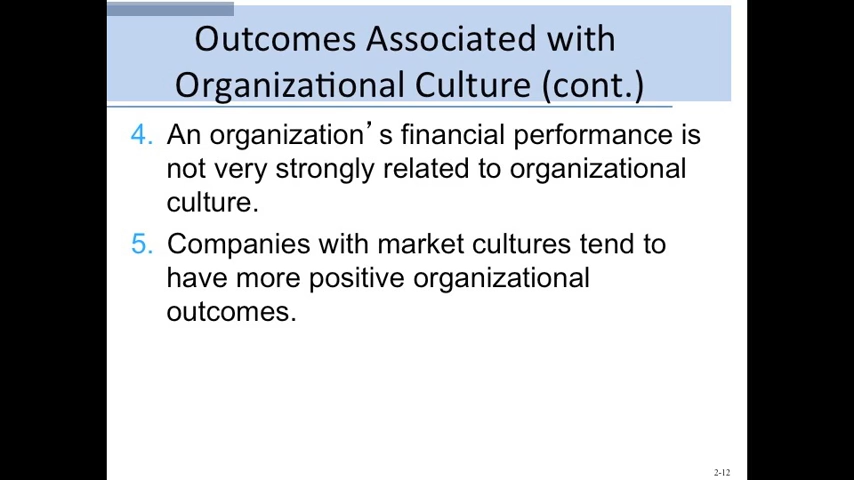 Outcomes Associated with
Organizational Culture (cont.)
4. An organization’s financial performance is
not very strongly related to organizational
culture.
5. Companies with market cultures tend to
have more positive organizational
outcomes.
2-12